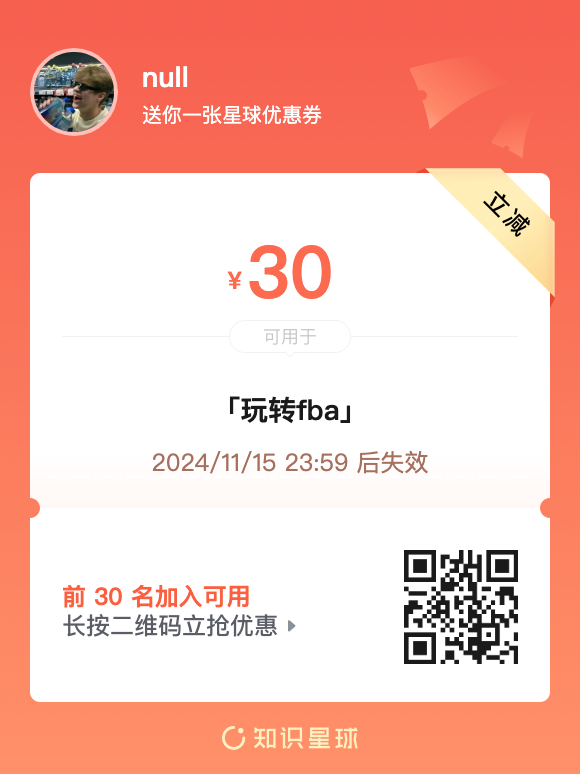 null
送你一张星球优惠券
立减
¥30
可用于
「玩转fba」
2024/11/15 23:59 后失效
前 30 名加入可用
长按二维码立抢优惠
知识星球